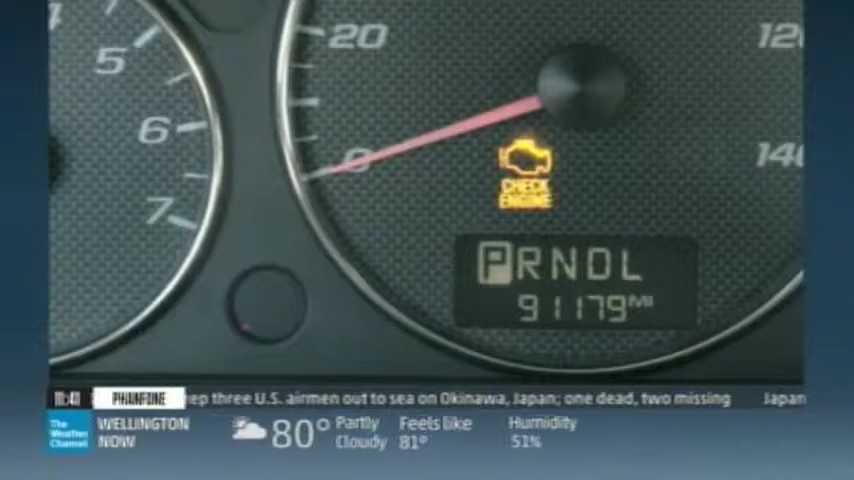 20
120
5
6
0
140
7
CHECK
ENGINE
PRNDL
91179 MI
11:41 PHANFONE ep three U.S. airmen out to sea on Okinawa, Japan; one dead, two missing Japan
The Weather Channel
WELLINGTON NOW
80° Partly Cloudy
Feels like 81°
Humidity 51%